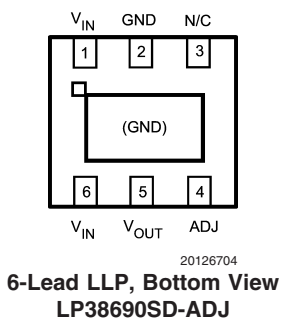 VIN GND N/C
1 2 3
(GND)
6 5 4
VIN VOUT ADJ
20126704
6-Lead LLP, Bottom View
LP38690SD-ADJ